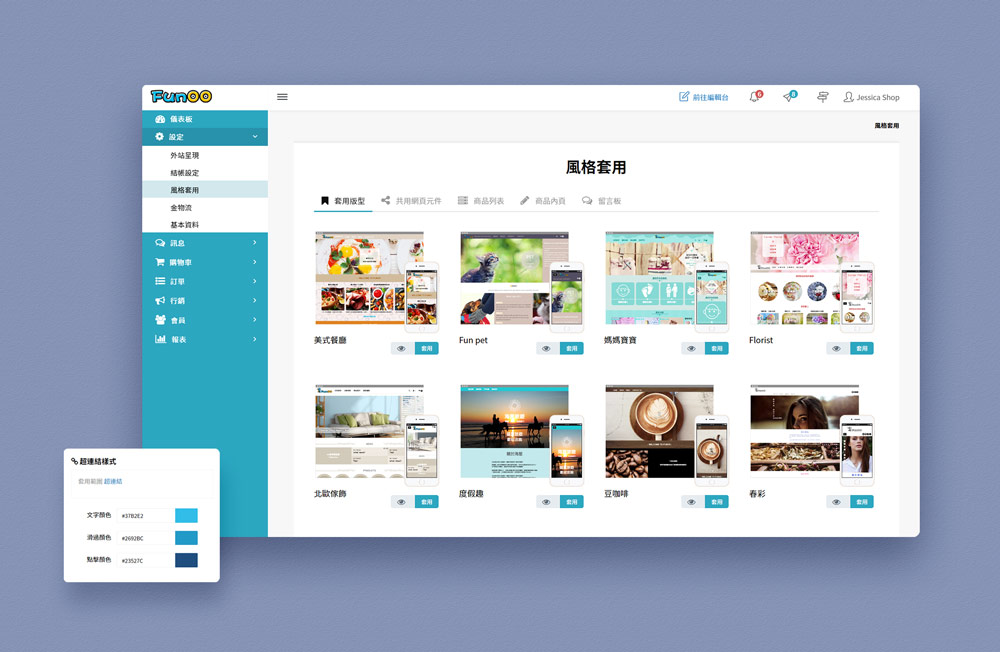 FunOO
前往編輯台
6
8
Jessica Shop
儀表板
設定
外站呈現
結帳設定
風格套用
金物流
基本資料
訊息
購物車
訂單
行銷
會員
報表
風格套用
風格套用
套用版型
共用網頁元件
商品列表
商品內頁
留言板
美式餐廳
套用
Fun pet
套用
媽媽寶寶
套用
Florist
套用
北歐傢飾
套用
度假趣
套用
豆咖啡
套用
春彩
套用
超連結樣式
套用範圍 超連結
文字顏色 #37B2E2
滑過顏色 #2692BC
點擊顏色 #23527C